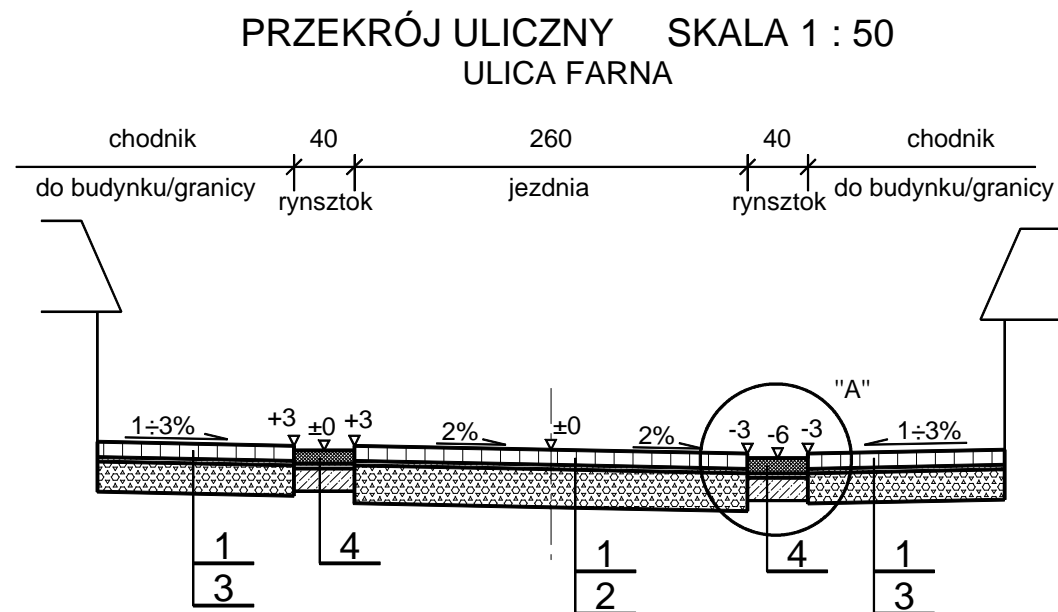 PRZEKRÓJ ULICZNY SKALA 1 : 50
ULICA FARNA
chodnik 40 260 40 chodnik
do budynku/granicy rynsztok jezdnia rynsztok do budynku/granicy
"A"
1÷3% +3 ±0 +3 2% ±0 2% -3 -6 -3 1÷3%
1 4 1 4 1
3 2 3